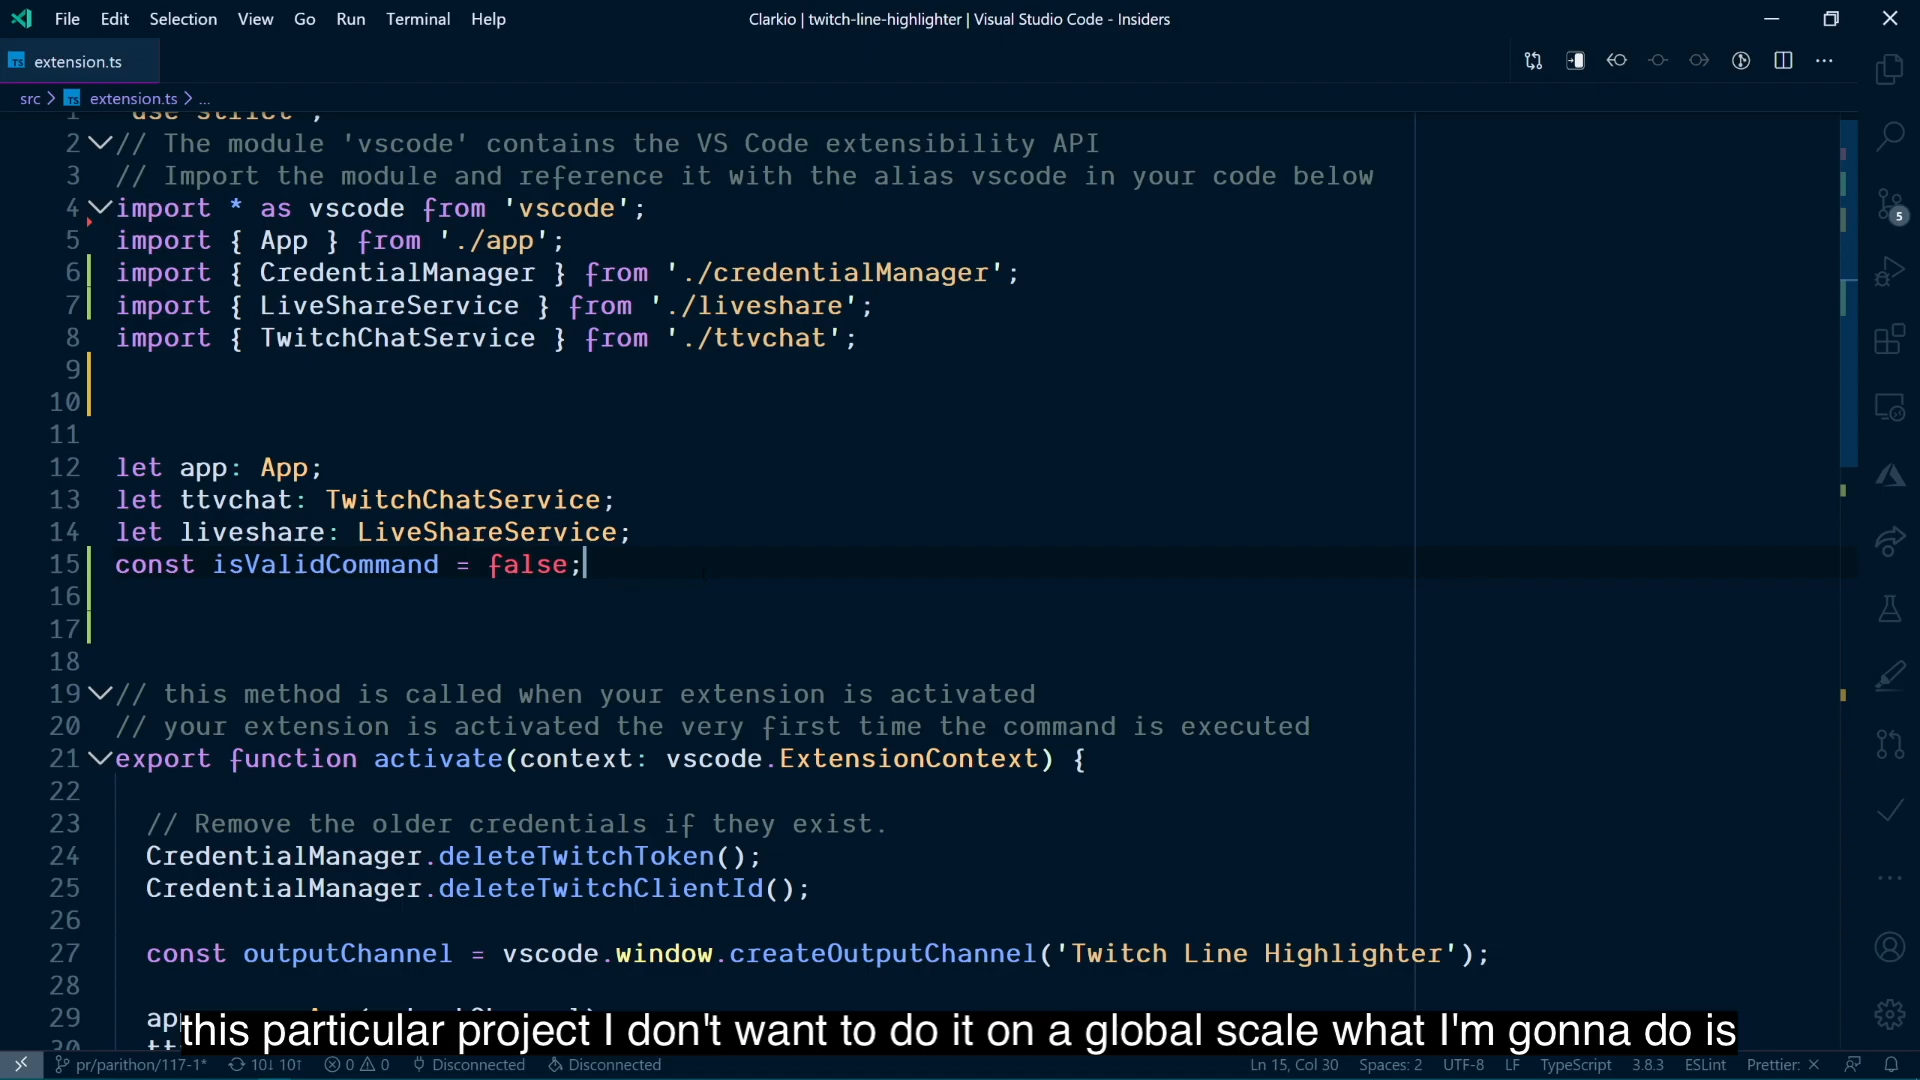 File Edit Selection View Go Run Terminal Help
Clarkio | twitch-line-highlighter | Visual Studio Code - Insiders
TS extension.ts
src > TS extension.ts > ...
1 'use strict';
2 // The module 'vscode' contains the VS Code extensibility API
3 // Import the module and reference it with the alias vscode in your code below
4 import * as vscode from 'vscode';
5 import { App } from './app';
6 import { CredentialManager } from './credentialManager';
7 import { LiveShareService } from './liveshare';
8 import { TwitchChatService } from './ttvchat';
9
10
11
12 let app: App;
13 let ttvchat: TwitchChatService;
14 let liveshare: LiveShareService;
15 const isValidCommand = false;
16
17
18
19 // this method is called when your extension is activated
20 // your extension is activated the very first time the command is executed
21 export function activate(context: vscode.ExtensionContext) {
22
23 // Remove the older credentials if they exist.
24 CredentialManager.deleteTwitchToken();
25 CredentialManager.deleteTwitchClientId();
26
27 const outputChannel = vscode.window.createOutputChannel('Twitch Line Highlighter');
28
29
this particular project I don't want to do it on a global scale what I'm gonna do is
30
pr/parithon/117-1* 10↓ 10↑ 0 0 Disconnected Disconnected
Ln 15, Col 30 Spaces: 2 UTF-8 LF TypeScript 3.8.3 ESLint Prettier: ×
5